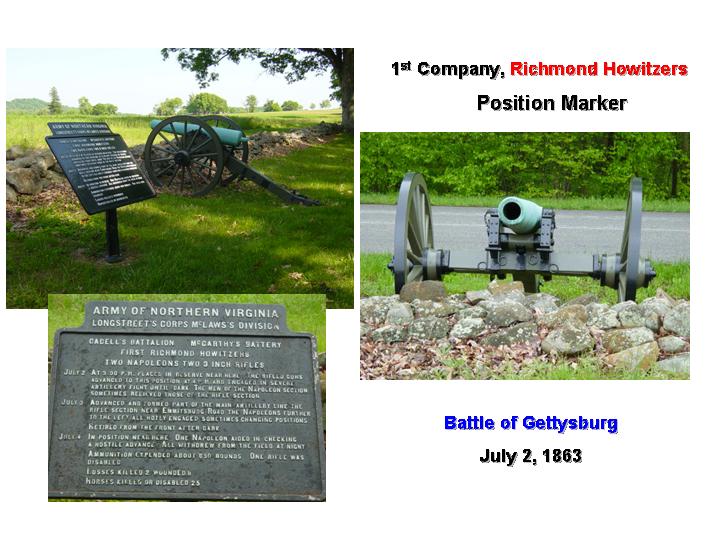 1st Company, Richmond Howitzers
Position Marker
ARMY OF NORTHERN VIRGINIA
LONGSTREET'S CORPS McLAWS'S DIVISION
CABELL'S BATTALION McCARTHY'S BATTERY
FIRST RICHMOND HOWITZERS
TWO NAPOLEONS TWO 3 INCH RIFLES
JULY 2 AT 3.30 P.M. PLACED IN RESERVE NEAR HERE. THE RIFLED GUNS
ADVANCED TO THIS POSITION AT 4 P.M. AND ENGAGED IN SEVERE
ARTILLERY FIGHT UNTIL DARK. THE MEN OF THE NAPOLEON SECTION
SOMETIMES RELIEVED THOSE OF THE RIFLE SECTION.
JULY 3 ADVANCED AND FORMED PART OF THE MAIN ARTILLERY LINE THE
RIFLE SECTION NEAR EMMITSBURG ROAD THE NAPOLEONS FURTHER
TO THE LEFT ALL HOTLY ENGAGED SOMETIMES CHANGING POSITIONS
RETIRED FROM THE FRONT AFTER DARK
JULY 4 IN POSITION NEAR HERE. ONE NAPOLEON AIDED IN CHECKING
A HOSTILE ADVANCE. ALL WITHDREW FROM THE FIELD AT NIGHT
AMMUNITION EXPENDED ABOUT 850 ROUNDS. ONE RIFLE WAS
DISABLED
LOSSES KILLED 2 WOUNDED 8
HORSES KILLED OR DISABLED 25
Battle of Gettysburg
July 2, 1863
ARMY OF NORTHERN VIRGINIA